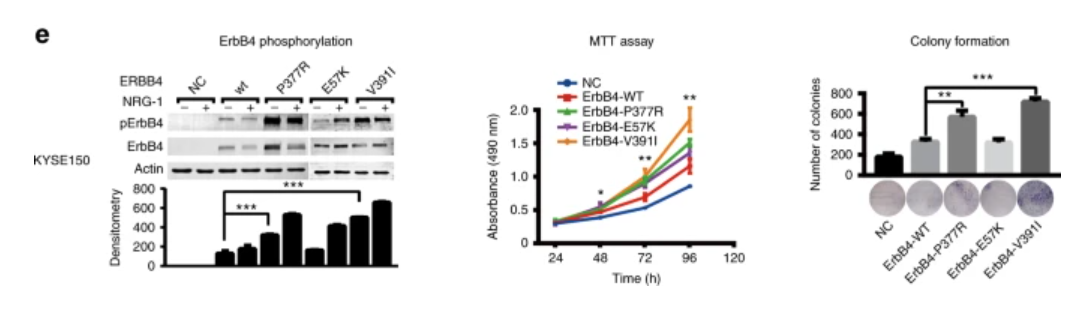 e
KYSE150
ErbB4 phosphorylation
ERBB4 NC wt P377R E57K V391I
NRG-1 – + – + – + – + – +
pErbB4
ErbB4
Actin
Densitometry
800
600
400
200
0
***
***
MTT assay
NC
ErbB4-WT
ErbB4-P377R
ErbB4-E57K
ErbB4-V391I
Absorbance (490 nm)
2.0
1.5
1.0
0.5
0
* ** **
24 48 72 96 120
Time (h)
Colony formation
Number of colonies
800
600
400
200
0
***
**
NC
ErbB4-WT
ErbB4-P377R
ErbB4-E57K
ErbB4-V391I